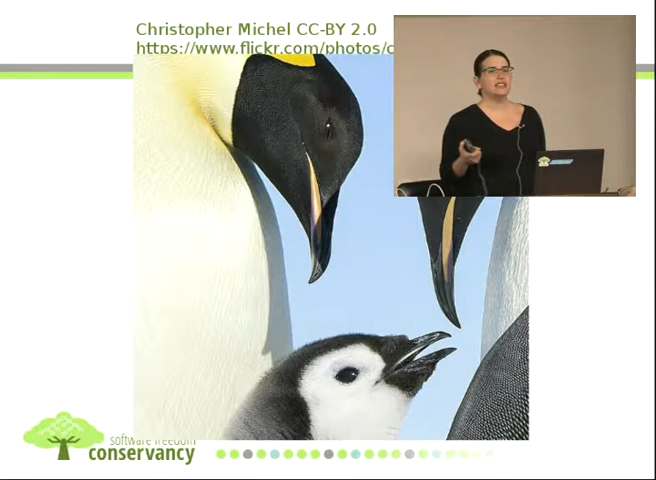 Christopher Michel CC-BY 2.0
https://www.flickr.com/photos/c
software freedom
conservancy